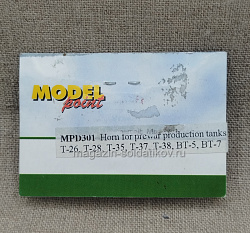 MODEL
point
MPD301 Horn for prewar production tanks
T-26, T-28, T-35, T-37, T-38, BT-5, BT-7
magazin-soldatikov.ru